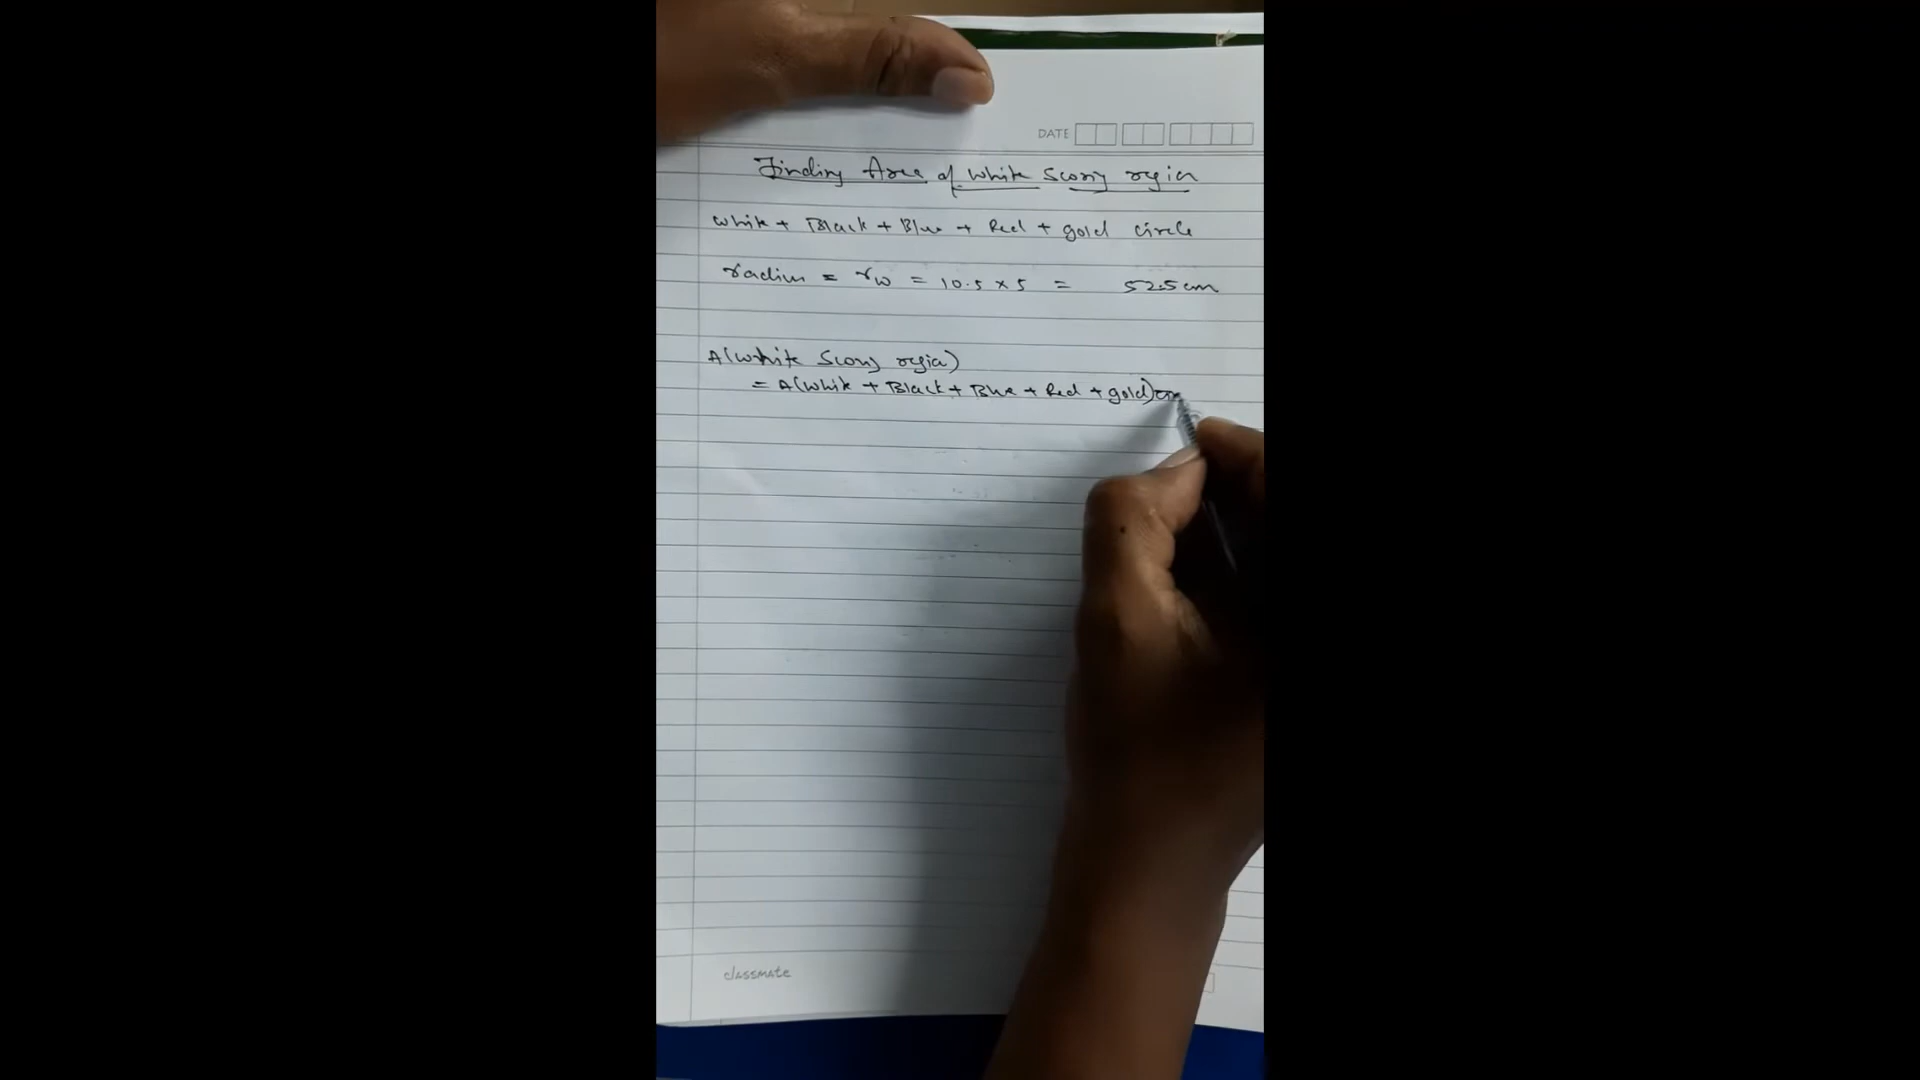 DATE
Finding Area of White Scoring region
White + Black + Blue + Red + gold circle
radius = rw = 10.5 × 5 = 52.5 cm
A(White Scoring region)
= A(White + Black + Blue + Red + gold)
classmate